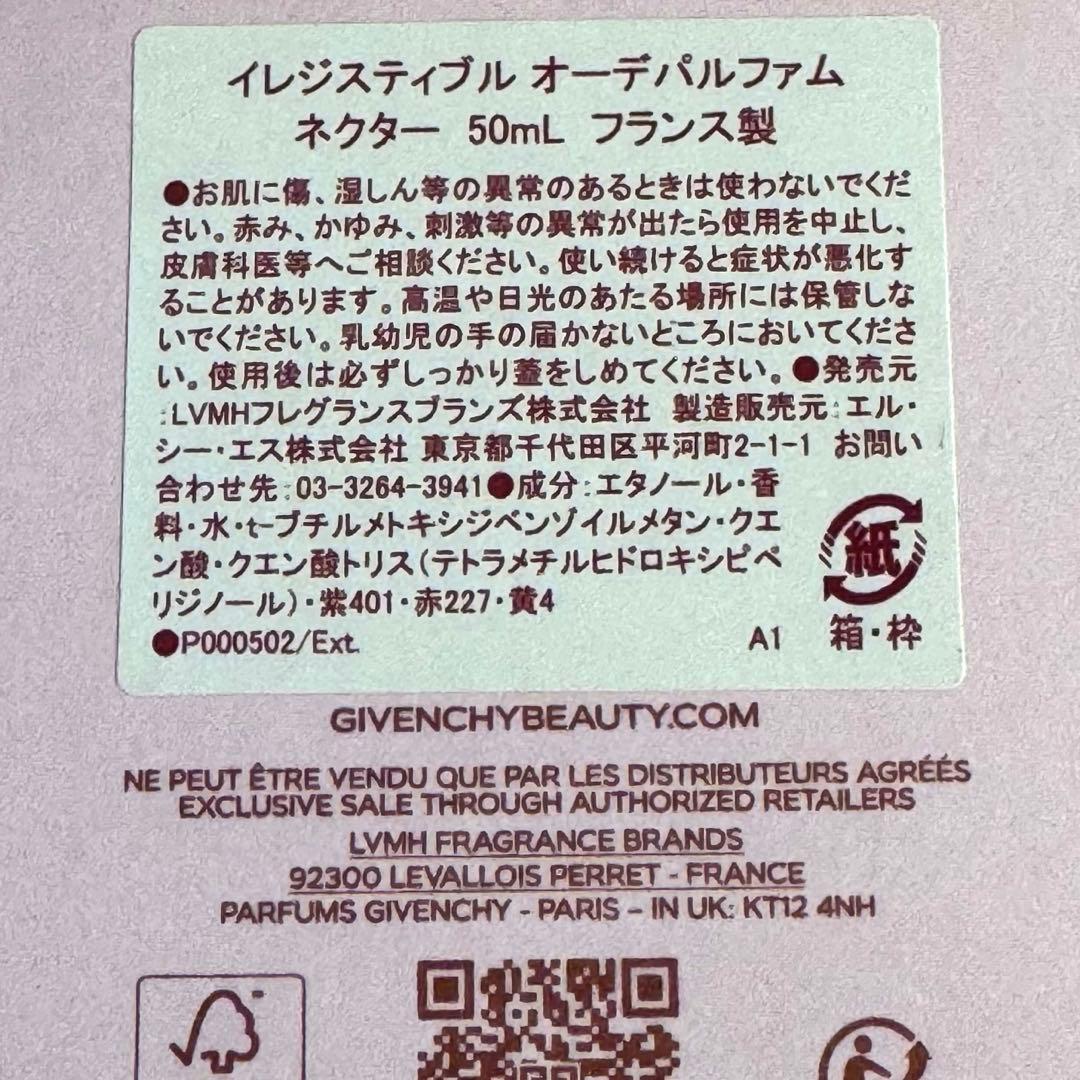 イレジスティブル オーデパルファム
ネクター 50mL フランス製
●お肌に傷、湿しん等の異常のあるときは使わないでくだ
さい。赤み、かゆみ、刺激等の異常が出たら使用を中止し、
皮膚科医等へご相談ください。使い続けると症状が悪化す
ることがあります。高温や日光のあたる場所には保管しな
いでください。乳幼児の手の届かないところにおいてくださ
い。使用後は必ずしっかり蓋をしめてください。●発売元
:LVMHフレグランスブランズ株式会社 製造販売元:エル・
シー・エス株式会社 東京都千代田区平河町2-1-1 お問い
合わせ先:03-3264-3941●成分:エタノール・香
料・水・t-ブチルメトキシジベンゾイルメタン・クエ
ン酸・クエン酸トリス(テトラメチルヒドロキシピペ
リジノール)・紫401・赤227・黄4
●P000502/Ext. A1
紙
箱・枠
GIVENCHYBEAUTY.COM
NE PEUT ÊTRE VENDU QUE PAR LES DISTRIBUTEURS AGRÉÉS
EXCLUSIVE SALE THROUGH AUTHORIZED RETAILERS
LVMH FRAGRANCE BRANDS
92300 LEVALLOIS PERRET - FRANCE
PARFUMS GIVENCHY - PARIS - IN UK: KT12 4NH